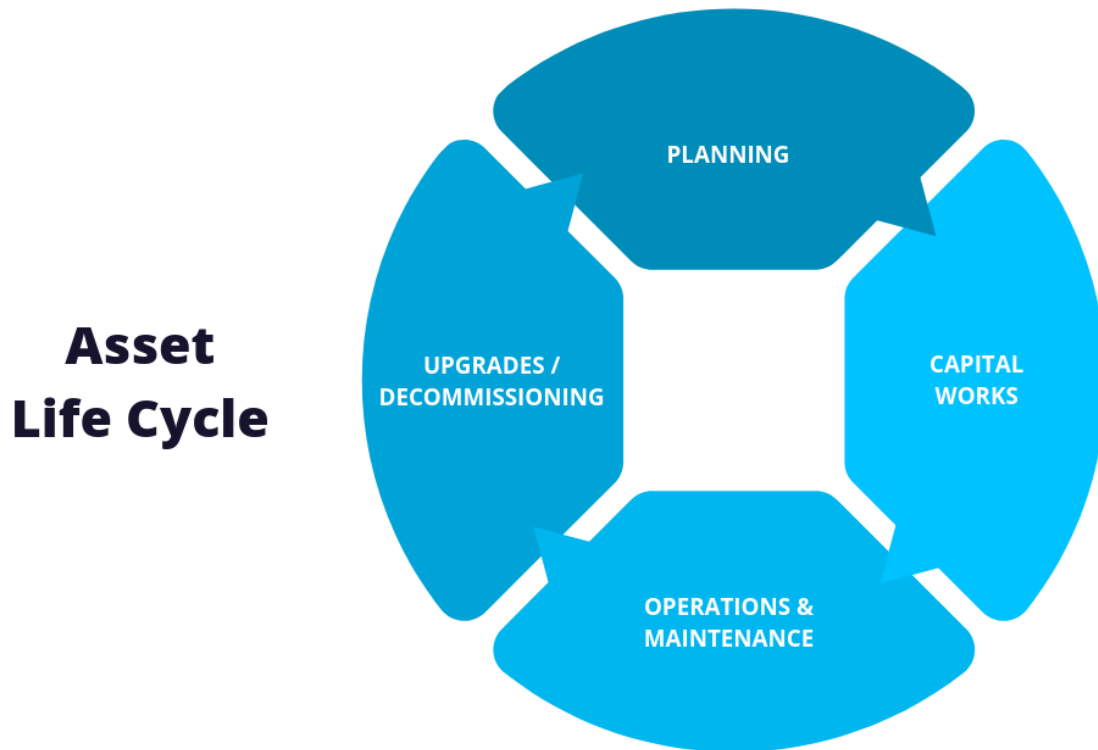 Asset
Life Cycle
PLANNING
CAPITAL
WORKS
OPERATIONS &
MAINTENANCE
UPGRADES /
DECOMMISSIONING